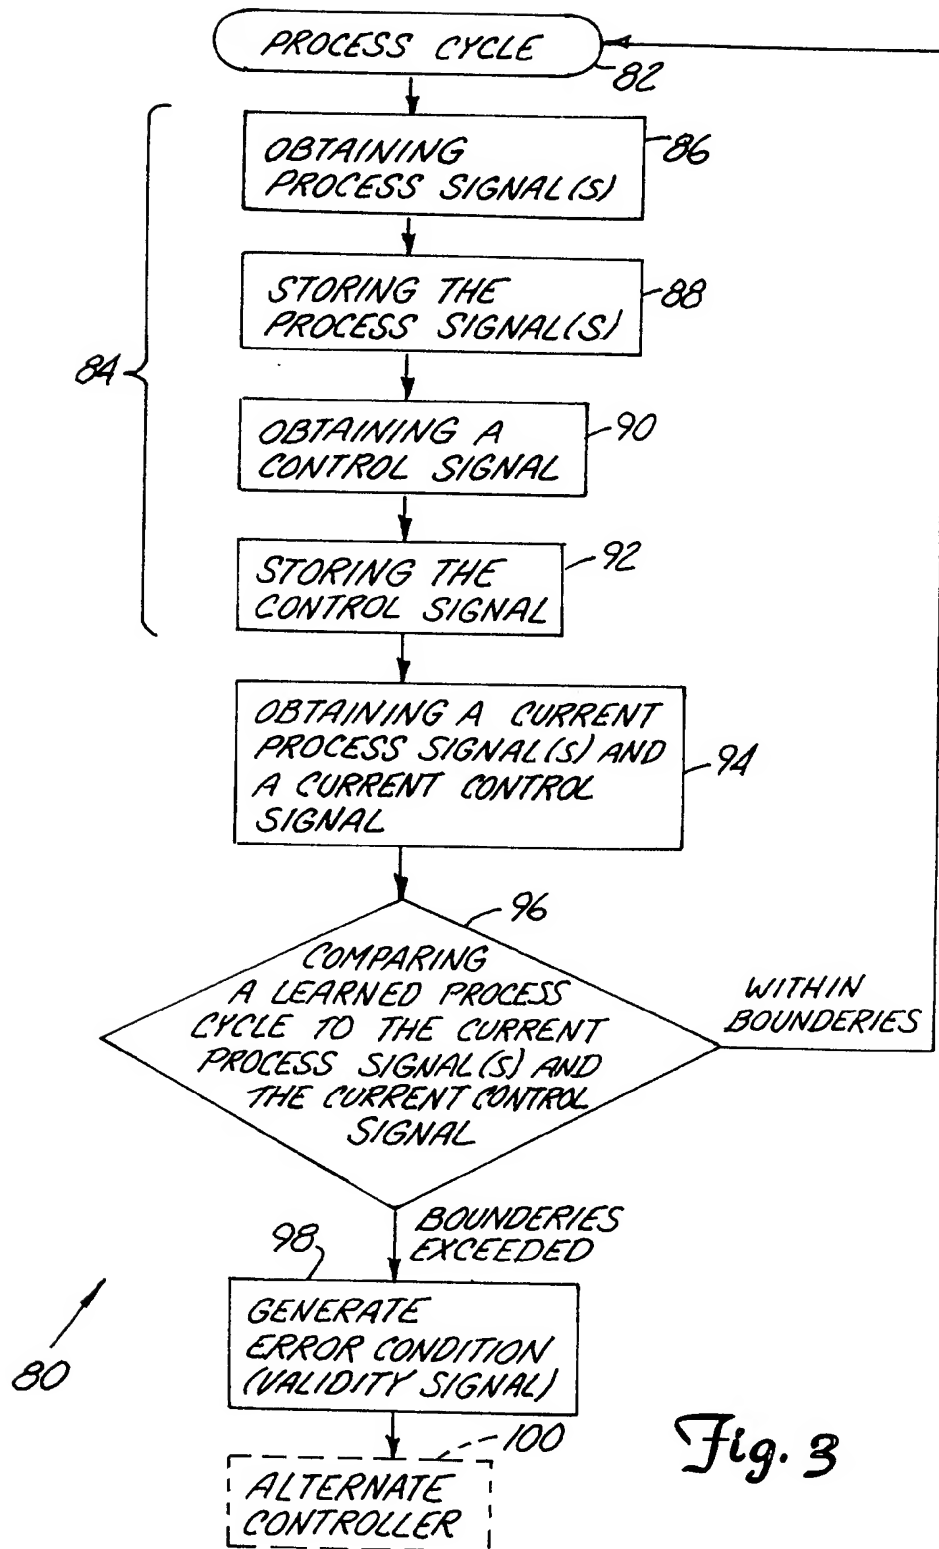 PROCESS CYCLE
82
OBTAINING
PROCESS SIGNAL(S)
86
STORING THE
PROCESS SIGNAL(S)
88
84
OBTAINING A
CONTROL SIGNAL
90
STORING THE
CONTROL SIGNAL
92
OBTAINING A CURRENT
PROCESS SIGNAL(S) AND
A CURRENT CONTROL
SIGNAL
94
96
COMPARING
A LEARNED PROCESS
CYCLE TO THE CURRENT
PROCESS SIGNAL(S) AND
THE CURRENT CONTROL
SIGNAL
WITHIN
BOUNDERIES
BOUNDERIES
EXCEEDED
98
GENERATE
ERROR CONDITION
(VALIDITY SIGNAL)
80
100
ALTERNATE
CONTROLLER
Fig. 3